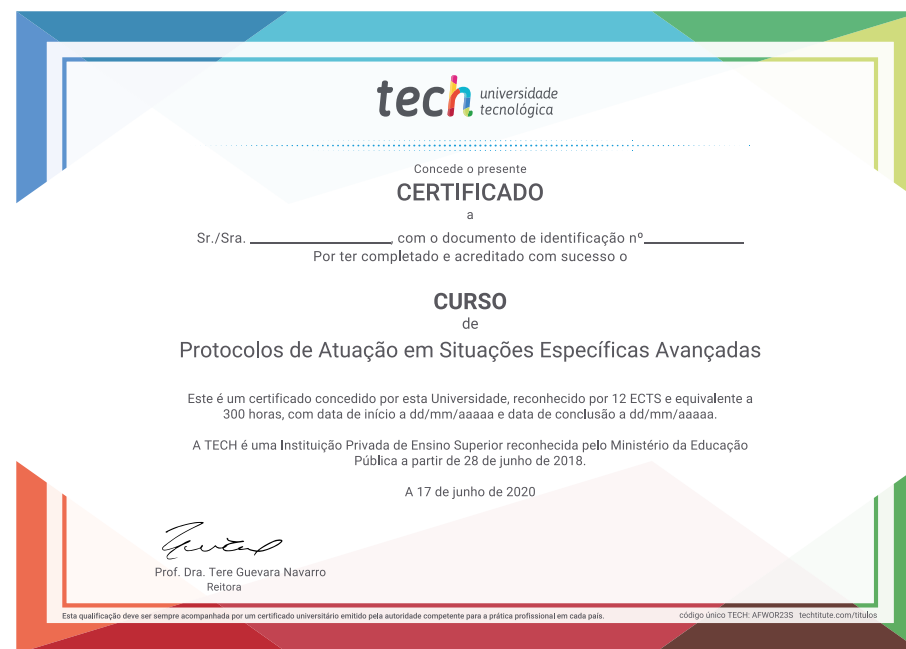 tech universidade
tecnológica
Concede o presente
CERTIFICADO
a
Sr./Sra. ________________, com o documento de identificação nº____________
Por ter completado e acreditado com sucesso o
CURSO
de
Protocolos de Atuação em Situações Específicas Avançadas
Este é um certificado concedido por esta Universidade, reconhecido por 12 ECTS e equivalente a
300 horas, com data de início a dd/mm/aaaaa e data de conclusão a dd/mm/aaaaa.
A TECH é uma Instituição Privada de Ensino Superior reconhecida pelo Ministério da Educação
Pública a partir de 28 de junho de 2018.
A 17 de junho de 2020
Prof. Dra. Tere Guevara Navarro
Reitora
Esta qualificação deve ser sempre acompanhada por um certificado universitário emitido pela autoridade competente para a prática profissional em cada país.
código único TECH: AFWOR23S techtitute.com/titulos